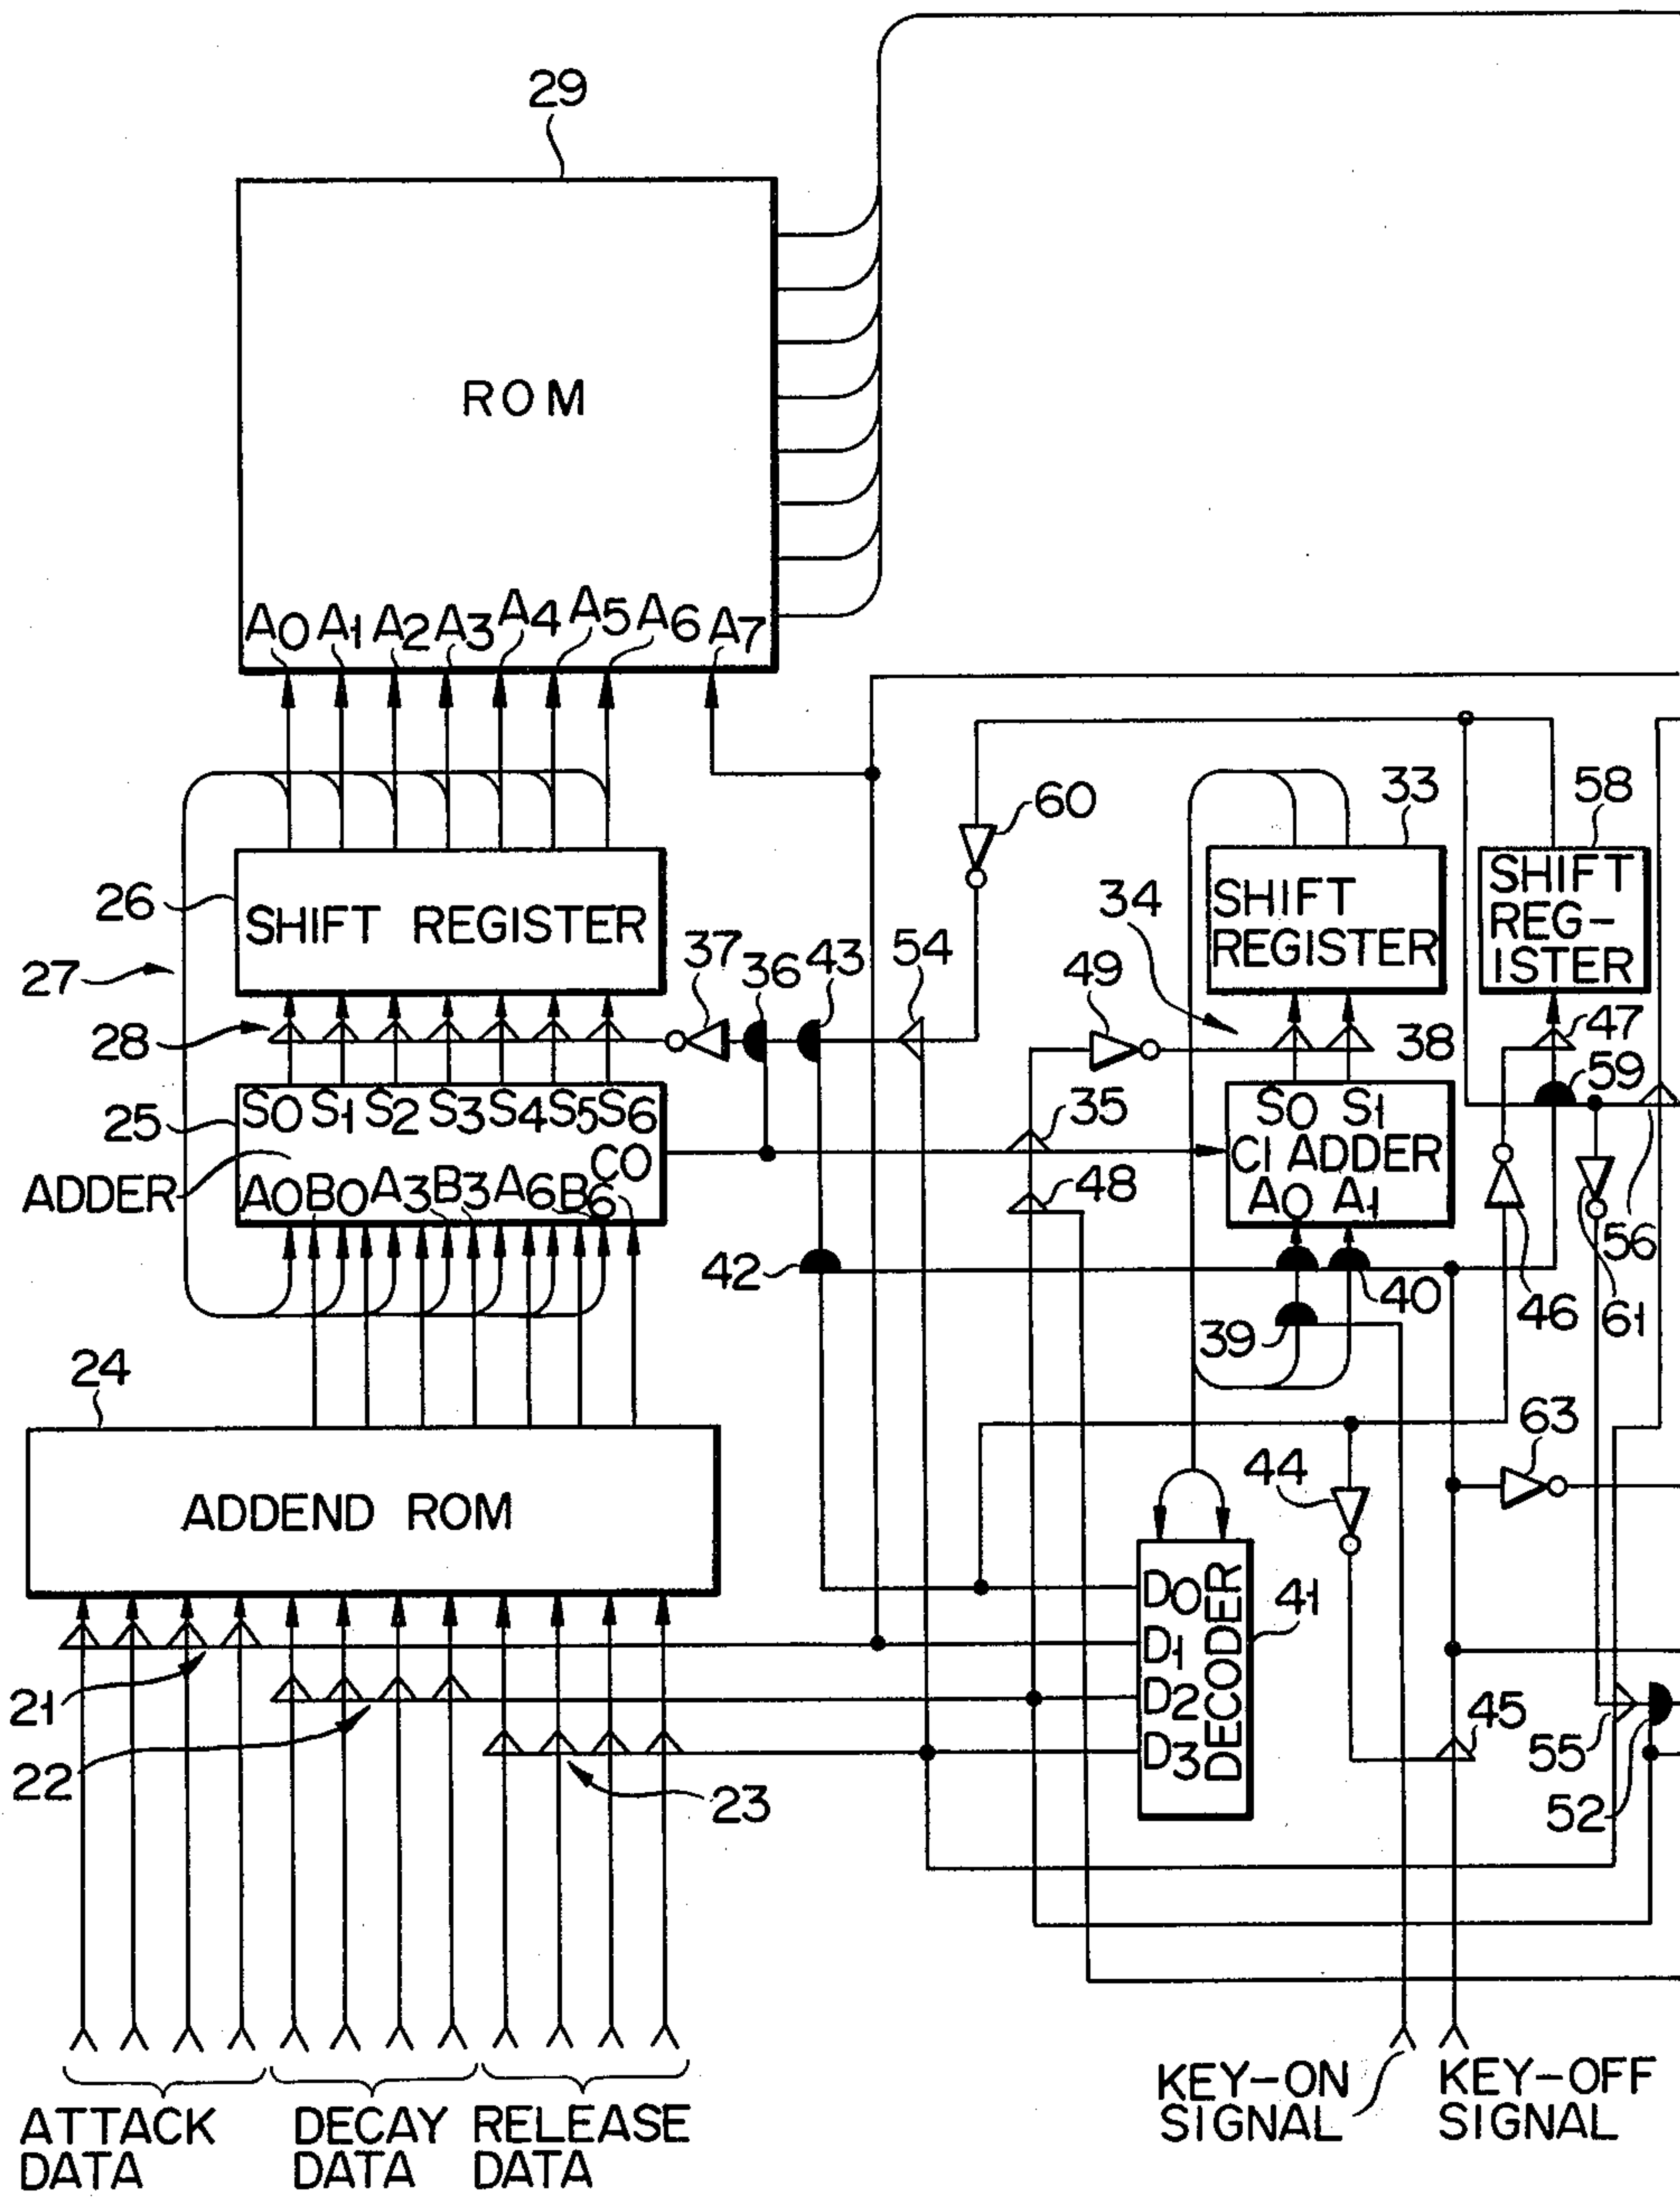 29
ROM
A0 A1 A2 A3 A4 A5 A6 A7
60
33
58
26
SHIFT REGISTER
34
SHIFT
REGISTER
SHIFT
REG-
ISTER
27
37
36
43
54
49
28
47
38
25
S0 S1 S2 S3 S4 S5 S6
CO
35
S0 S1
CI ADDER
A0 A1
59
ADDER
A0 B0 A3 B3 A6 B6
48
56
42
40
46
61
39
24
63
ADDEND ROM
44
D0
D1
D2
D3
DECODER
41
21
22
23
45
55
52
ATTACK
DATA
DECAY
DATA
RELEASE
DATA
KEY-ON
SIGNAL
KEY-OFF
SIGNAL